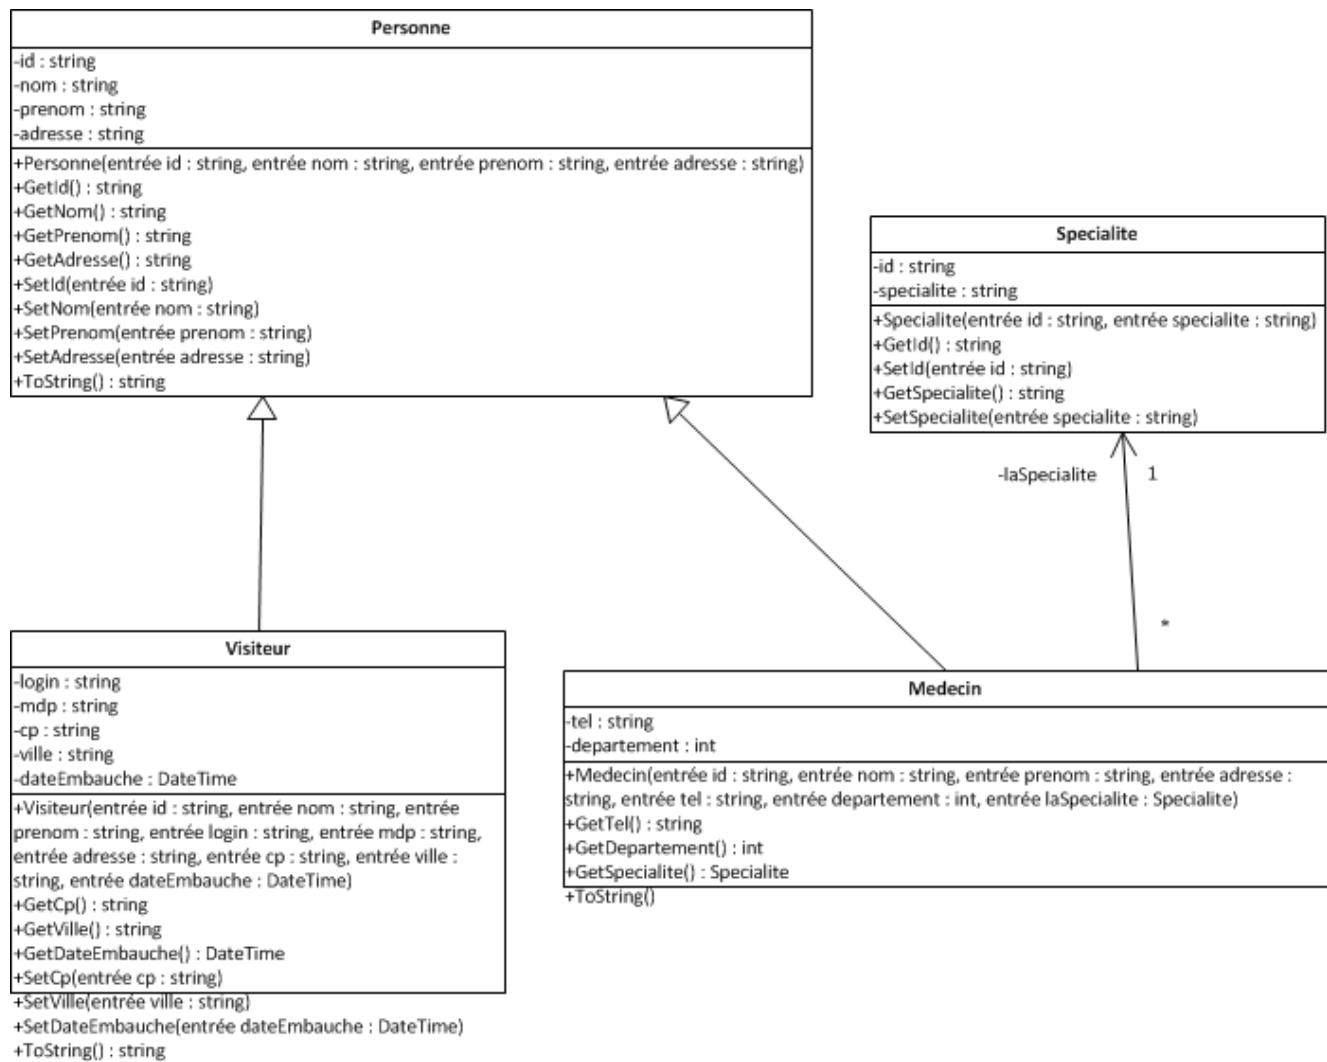 Personne
-id : string
-nom : string
-prenom : string
-adresse : string
+Personne(entrée id : string, entrée nom : string, entrée prenom : string, entrée adresse : string)
+GetId() : string
+GetNom() : string
+GetPrenom() : string
+GetAdresse() : string
+SetId(entrée id : string)
+SetNom(entrée nom : string)
+SetPrenom(entrée prenom : string)
+SetAdresse(entrée adresse : string)
+ToString() : string
Specialite
-id : string
-specialite : string
+Specialite(entrée id : string, entrée specialite : string)
+GetId() : string
+SetId(entrée id : string)
+GetSpecialite() : string
+SetSpecialite(entrée specialite : string)
-laSpecialite
1
*
Visiteur
-login : string
-mdp : string
-cp : string
-ville : string
-dateEmbauche : DateTime
+Visiteur(entrée id : string, entrée nom : string, entrée
prenom : string, entrée login : string, entrée mdp : string,
entrée adresse : string, entrée cp : string, entrée ville :
string, entrée dateEmbauche : DateTime)
+GetCp() : string
+GetVille() : string
+GetDateEmbauche() : DateTime
+SetCp(entrée cp : string)
+SetVille(entrée ville : string)
+SetDateEmbauche(entrée dateEmbauche : DateTime)
+ToString() : string
Medecin
-tel : string
-departement : int
+Medecin(entrée id : string, entrée nom : string, entrée prenom : string, entrée adresse :
string, entrée tel : string, entrée departement : int, entrée laSpecialite : Specialite)
+GetTel() : string
+GetDepartement() : int
+GetSpecialite() : Specialite
+ToString()